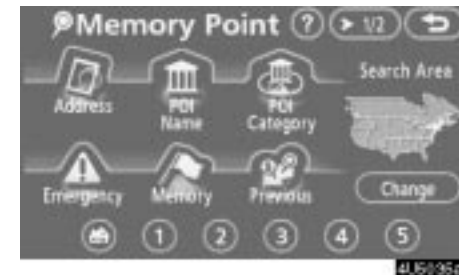 Memory Point ? 1/2
Search Area
Address POI Name POI Category
Emergency Memory Previous
Change
1 2 3 4 5